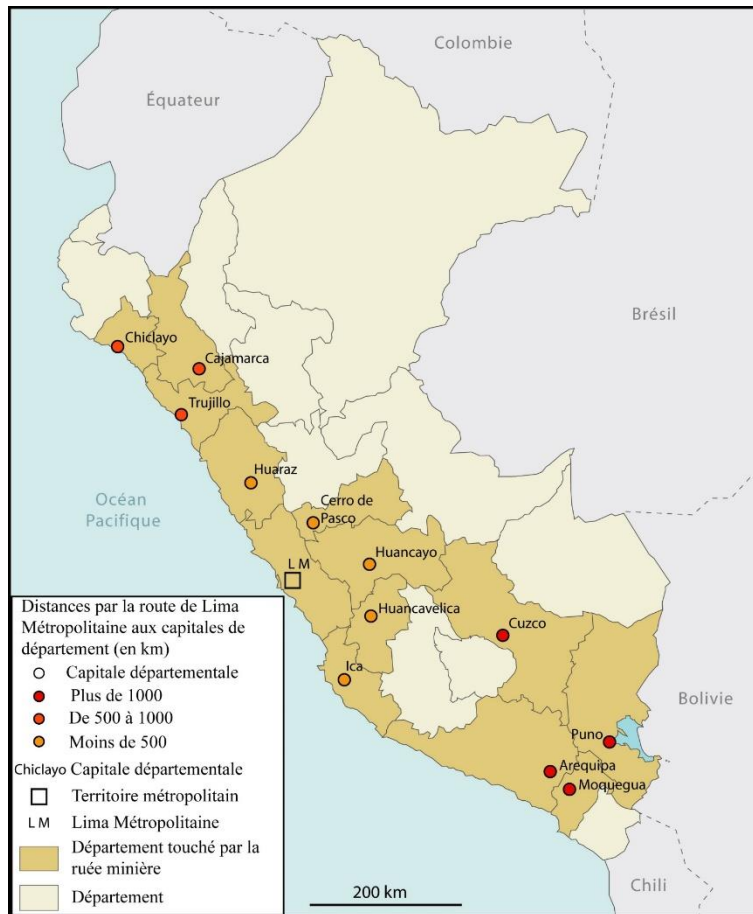 Colombie
Équateur
Brésil
Chiclayo
Cajamarca
Trujillo
Huaraz
Océan
Pacifique
Cerro de
Pasco
L M
Huancayo
Huancavelica
Cuzco
Ica
Bolivie
Puno
Arequipa
Moquegua
Chili
Distances par la route de Lima
Métropolitaine aux capitales de
département (en km)
Capitale départementale
Plus de 1000
De 500 à 1000
Moins de 500
Chiclayo Capitale départementale
Territoire métropolitain
L M Lima Métropolitaine
Département touché par la
ruée minière
Département
200 km